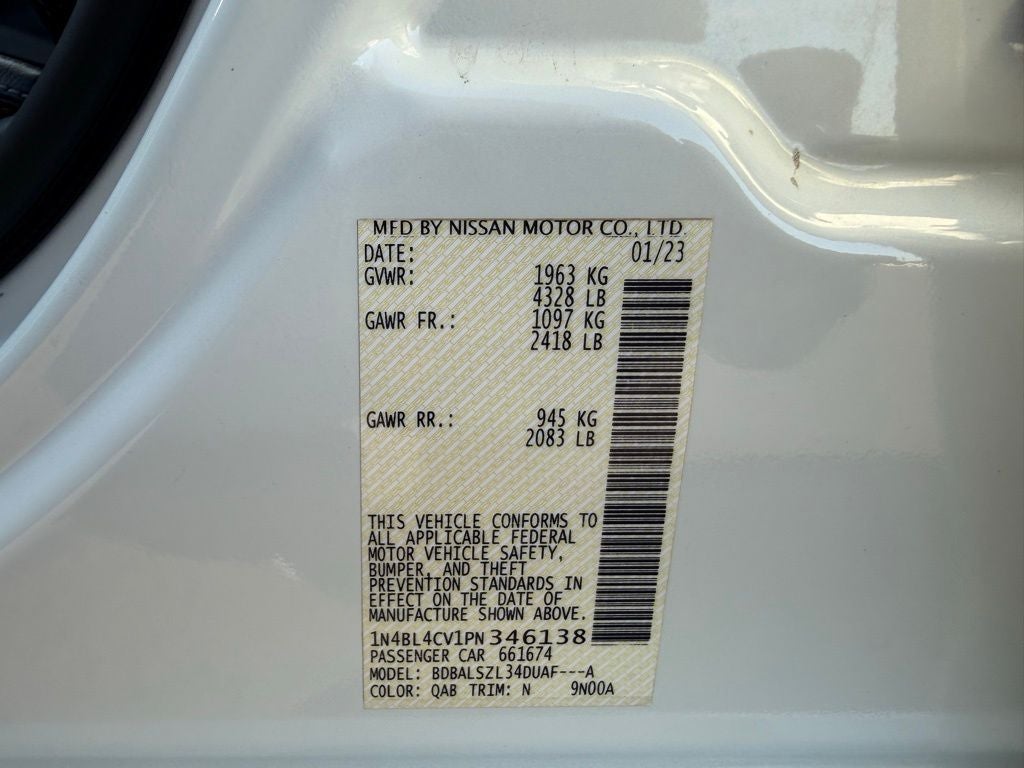 MFD BY NISSAN MOTOR CO., LTD.
DATE: 01/23
GVWR: 1963 KG
4328 LB
GAWR FR.: 1097 KG
2418 LB
GAWR RR.: 945 KG
2083 LB
THIS VEHICLE CONFORMS TO
ALL APPLICABLE FEDERAL
MOTOR VEHICLE SAFETY,
BUMPER, AND THEFT
PREVENTION STANDARDS IN
EFFECT ON THE DATE OF
MANUFACTURE SHOWN ABOVE.
1N4BL4CV1PN346138
PASSENGER CAR 661674
MODEL: BDBALSZL34DUAF---A
COLOR: QAB TRIM: N 9N00A